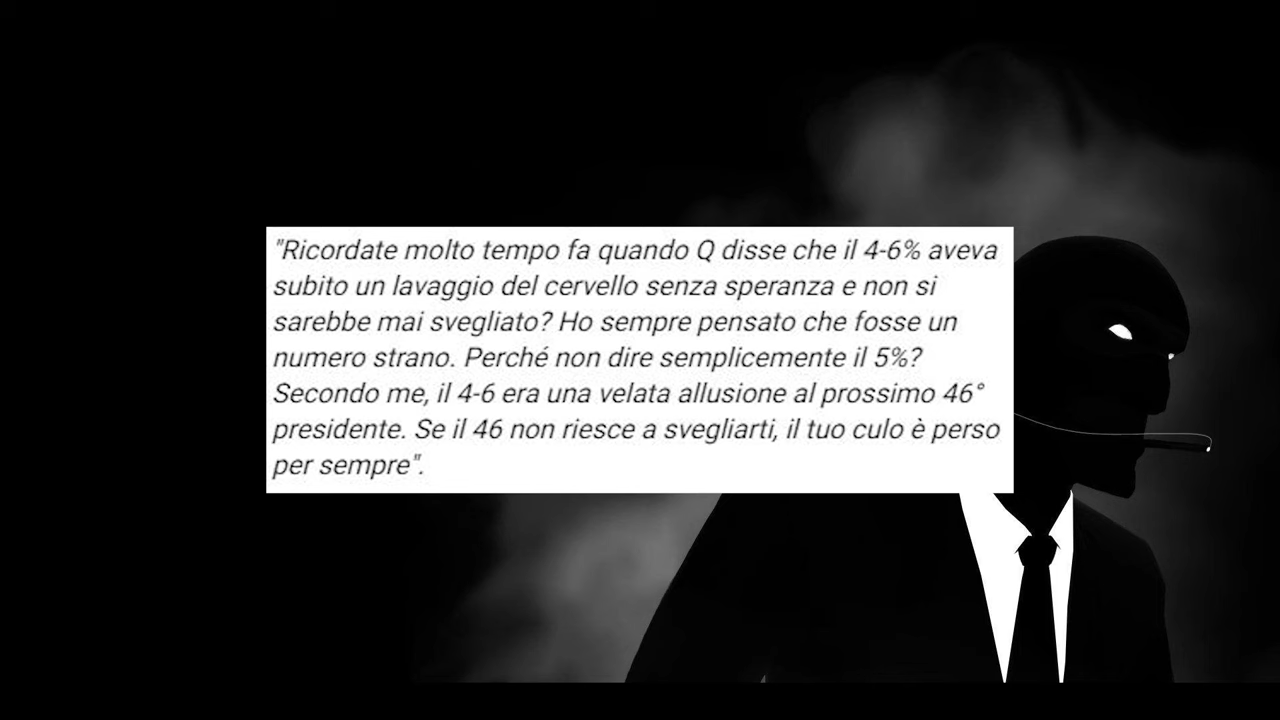 "Ricordate molto tempo fa quando Q disse che il 4-6% aveva
subito un lavaggio del cervello senza speranza e non si
sarebbe mai svegliato? Ho sempre pensato che fosse un
numero strano. Perché non dire semplicemente il 5%?
Secondo me, il 4-6 era una velata allusione al prossimo 46°
presidente. Se il 46 non riesce a svegliarti, il tuo culo è perso
per sempre".